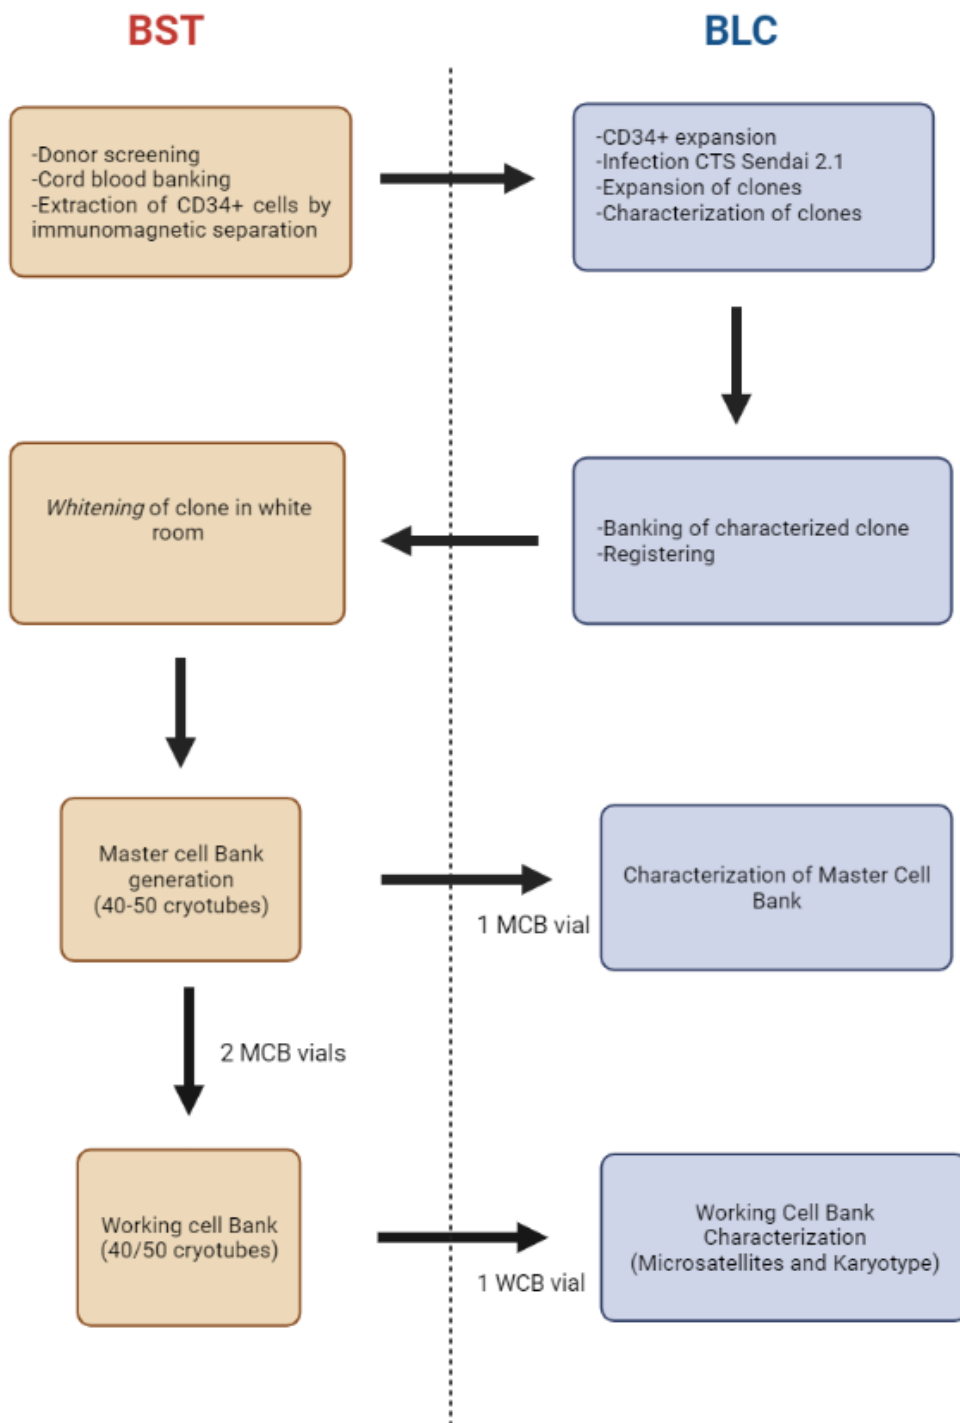 BST
BLC
-Donor screening
-Cord blood banking
-Extraction of CD34+ cells by
immunomagnetic separation
-CD34+ expansion
-Infection CTS Sendai 2.1
-Expansion of clones
-Characterization of clones
Whitening of clone in white
room
-Banking of characterized clone
-Registering
Master cell Bank
generation
(40-50 cryotubes)
1 MCB vial
Characterization of Master Cell
Bank
2 MCB vials
Working cell Bank
(40/50 cryotubes)
1 WCB vial
Working Cell Bank
Characterization
(Microsatellites and Karyotype)